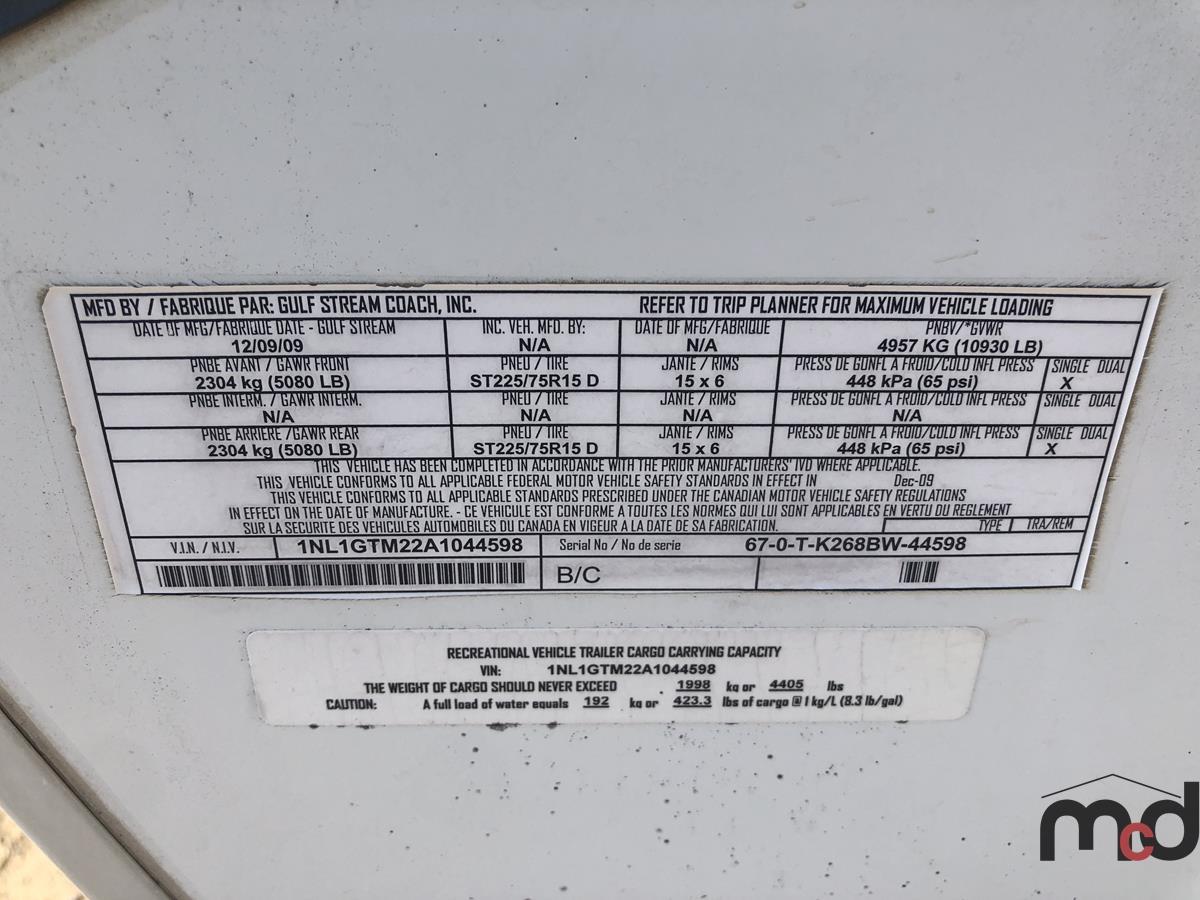 MFD BY / FABRIQUE PAR: GULF STREAM COACH, INC. REFER TO TRIP PLANNER FOR MAXIMUM VEHICLE LOADING
DATE OF MFG/FABRIQUE DATE - GULF STREAM INC. VEH. MFD. BY: DATE OF MFG/FABRIQUE PNBV/*GVWR
12/09/09 N/A N/A 4957 KG (10930 LB)
PNBE AVANT / GAWR FRONT PNEU / TIRE JANTE / RIMS PRESS DE GONFL A FROID/COLD INFL PRESS SINGLE DUAL
2304 kg (5080 LB) ST225/75R15 D 15 x 6 448 kPa (65 psi) X
PNBE INTERM. / GAWR INTERM. PNEU / TIRE JANTE / RIMS PRESS DE GONFL A FROID/COLD INFL PRESS SINGLE DUAL
N/A N/A N/A N/A
PNBE ARRIERE /GAWR REAR PNEU / TIRE JANTE / RIMS PRESS DE GONFL A FROID/COLD INFL PRESS SINGLE DUAL
2304 kg (5080 LB) ST225/75R15 D 15 x 6 448 kPa (65 psi) X
THIS VEHICLE HAS BEEN COMPLETED IN ACCORDANCE WITH THE PRIOR MANUFACTURERS' IVD WHERE APPLICABLE.
THIS VEHICLE CONFORMS TO ALL APPLICABLE FEDERAL MOTOR VEHICLE SAFETY STANDARDS IN EFFECT IN Dec-09
THIS VEHICLE CONFORMS TO ALL APPLICABLE STANDARDS PRESCRIBED UNDER THE CANADIAN MOTOR VEHICLE SAFETY REGULATIONS
IN EFFECT ON THE DATE OF MANUFACTURE. - CE VEHICULE EST CONFORME A TOUTES LES NORMES QUI LUI SONT APPLICABLES EN VERTU DU REGLEMENT
SUR LA SECURITE DES VEHICULES AUTOMOBILES DU CANADA EN VIGEUR A LA DATE DE SA FABRICATION. TYPE TRA/REM
V.I.N. / N.I.V. 1NL1GTM22A1044598 Serial No / No de serie 67-0-T-K268BW-44598
B/C
RECREATIONAL VEHICLE TRAILER CARGO CARRYING CAPACITY
VIN: 1NL1GTM22A1044598
THE WEIGHT OF CARGO SHOULD NEVER EXCEED 1998 kg or 4405 lbs
CAUTION: A full load of water equals 192 kg or 423.3 lbs of cargo @ 1 kg/L (8.3 lb/gal)
mcd